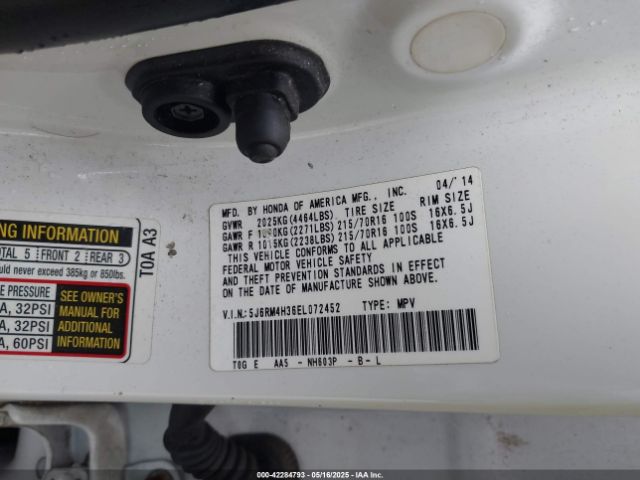 MFD. BY HONDA OF AMERICA MFG., INC. 04/ 14
GVWR 2025KG(4464LBS) TIRE SIZE RIM SIZE
GAWR F KG(2271LBS) 215/70R16 100S 16X6.5J
GAWR R 1015KG(2238LBS) 215/70R16 100S 16X6.5J
THIS VEHICLE CONFORMS TO ALL APPLICABLE
FEDERAL MOTOR VEHICLE SAFETY
AND THEFT PREVENTION STANDARDS IN EFFECT
ON THE DATE OF MANUFACTURE SHOWN ABOVE.
V.I.N.:5J6RM4H36EL072452 TYPE: MPV
T0G E AA5 - NH603P - B - L
ING INFORMATION
OTAL 5 FRONT 2 REAR 3
ould never exceed 385kg or 850lbs.
E PRESSURE
A, 32PSI
A, 32PSI
A, 60PSI
SEE OWNER'S
MANUAL FOR
ADDITIONAL
INFORMATION
T0A A3
000 - 42284793 - 05/16/2025 - IAA Inc.